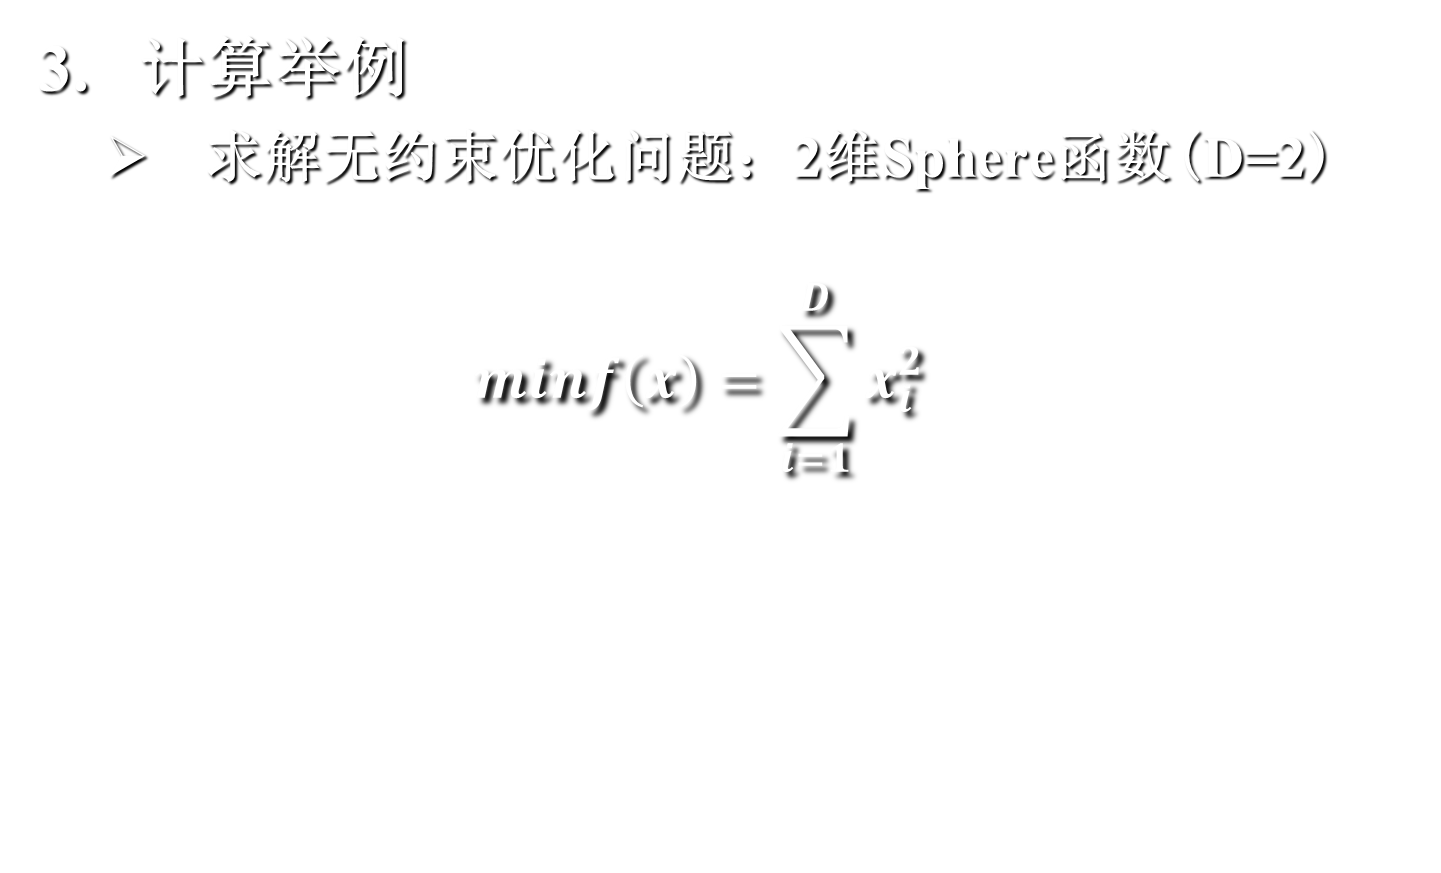 3. 计算举例
➢ 求解无约束优化问题：2维Sphere函数(D=2)
D
minf(x) = ∑ x_i^2
i=1